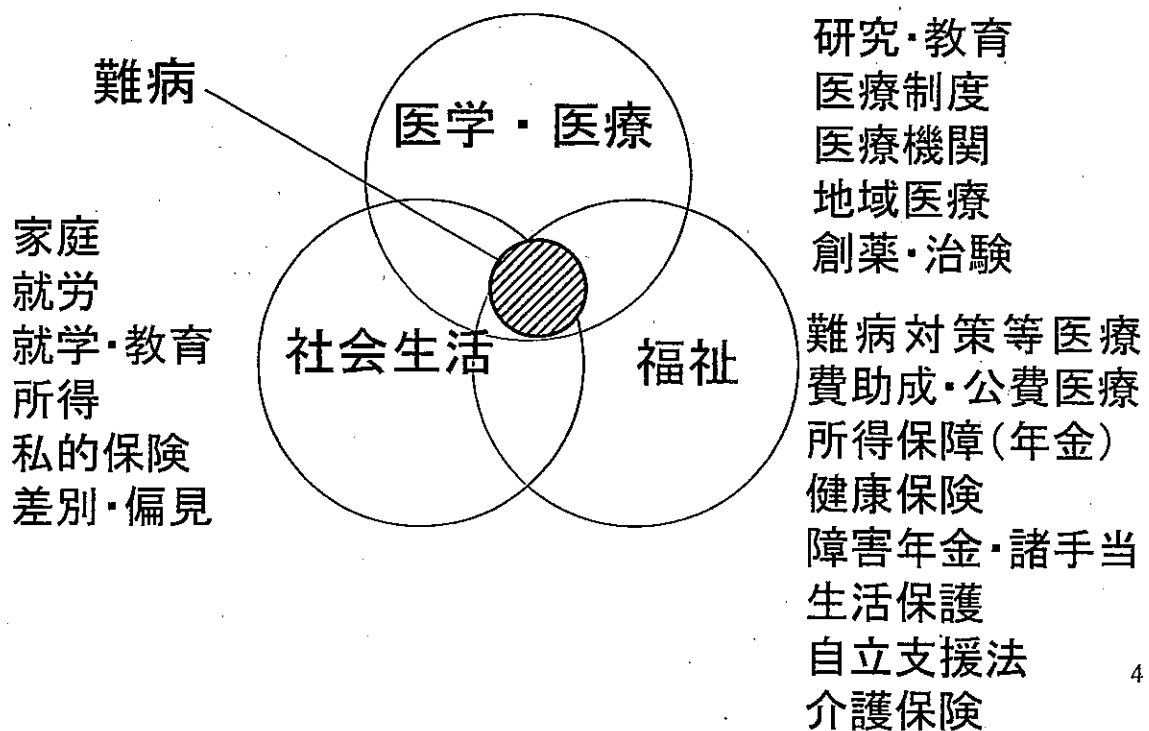 難病
医学・医療
社会生活
福祉
研究・教育
医療制度
医療機関
地域医療
創薬・治験
家庭
就労
就学・教育
所得
私的保険
差別・偏見
難病対策等医療
費助成・公費医療
所得保障(年金)
健康保険
障害年金・諸手当
生活保護
自立支援法
介護保険
4